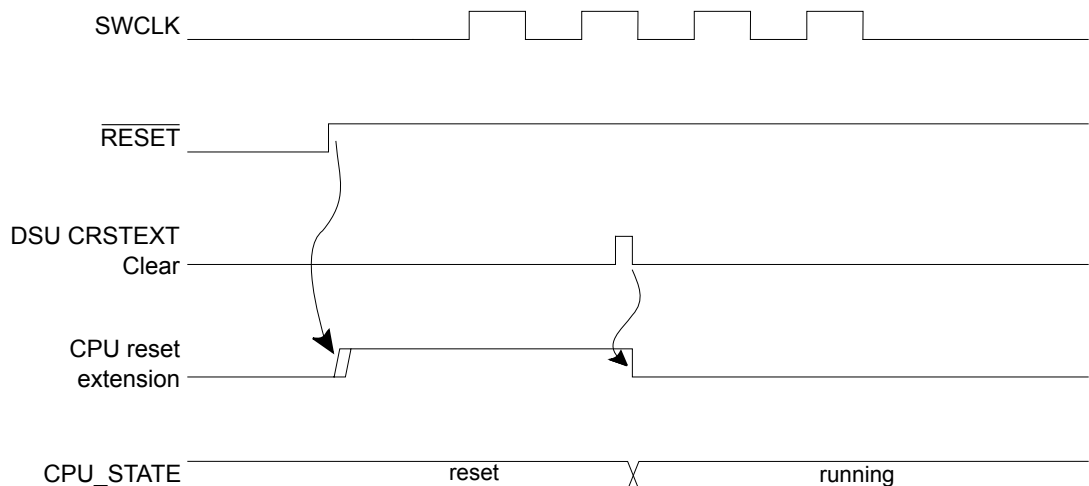 SWCLK
RESET
DSU CRSTEXT
Clear
CPU reset
extension
CPU_STATE
reset
running